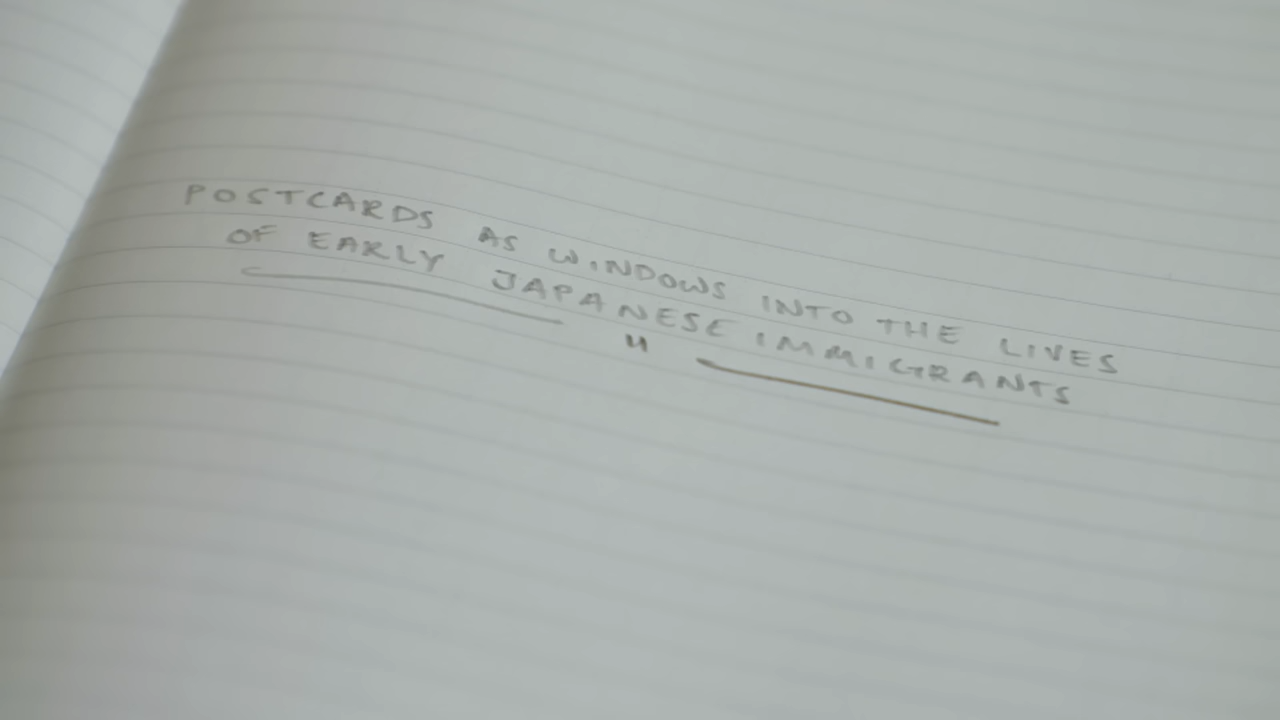 POSTCARDS AS WINDOWS INTO THE LIVES
OF EARLY JAPANESE IMMIGRANTS
"